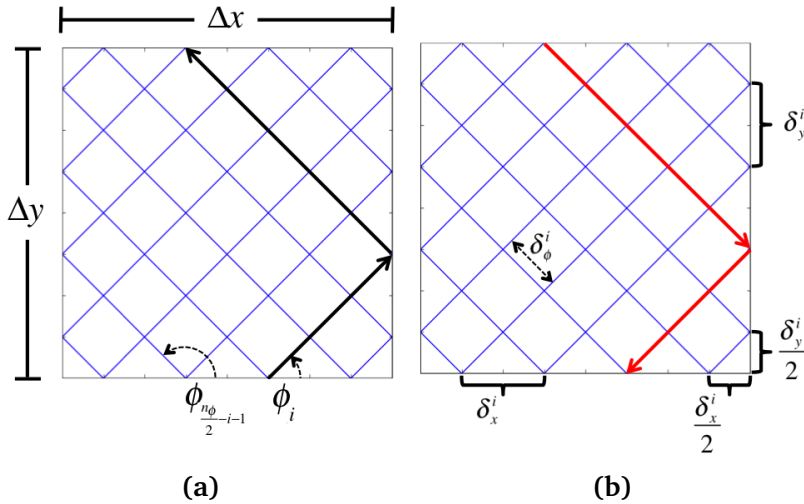 Δx
Δy
ϕ_{n_ϕ/2−i−1}
ϕ_i
(a)
δ_y^i
δ_ϕ^i
δ_y^i/2
δ_x^i
δ_x^i/2
(b)